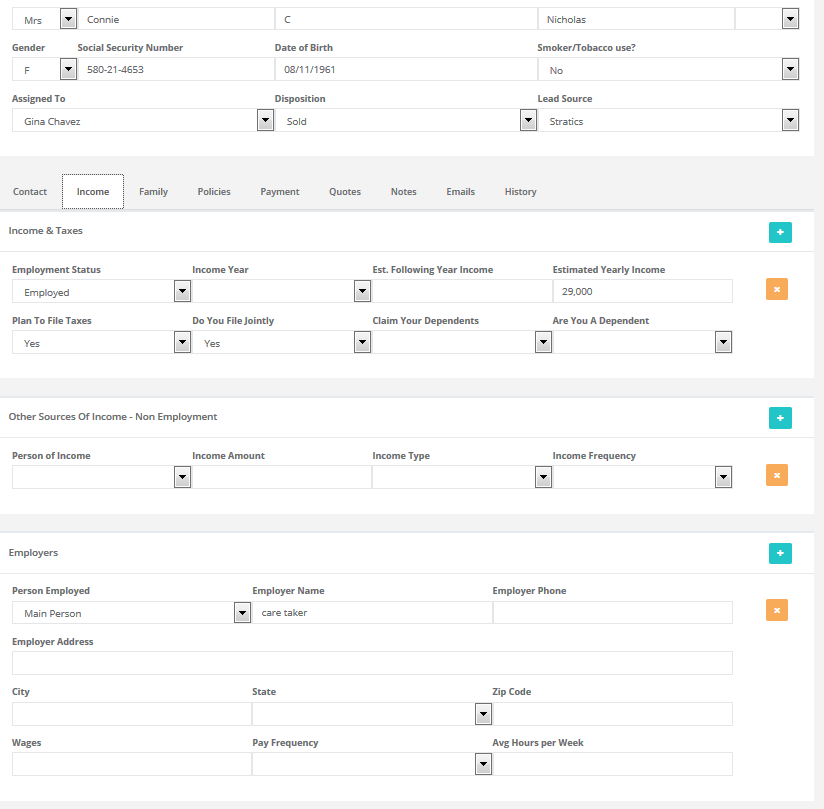 Mrs Connie C Nicholas
Gender Social Security Number Date of Birth Smoker/Tobacco use?
F 580-21-4653 08/11/1961 No
Assigned To Disposition Lead Source
Gina Chavez Sold Stratics
Contact Income Family Policies Payment Quotes Notes Emails History
Income & Taxes
Employment Status Income Year Est. Following Year Income Estimated Yearly Income
Employed 29,000
Plan To File Taxes Do You File Jointly Claim Your Dependents Are You A Dependent
Yes Yes
Other Sources Of Income - Non Employment
Person of Income Income Amount Income Type Income Frequency
Employers
Person Employed Employer Name Employer Phone
Main Person care taker
Employer Address
City State Zip Code
Wages Pay Frequency Avg Hours per Week